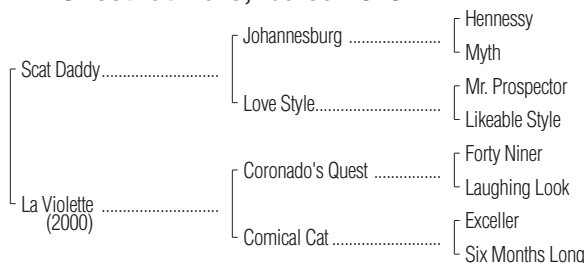 Hennessy
Johannesburg ..........................
Myth
Scat Daddy.............................
Mr. Prospector
Love Style...............................
Likeable Style
Forty Niner
Coronado's Quest ................
Laughing Look
La Violette .............................
Exceller
(2000)
Comical Cat...........................
Six Months Long